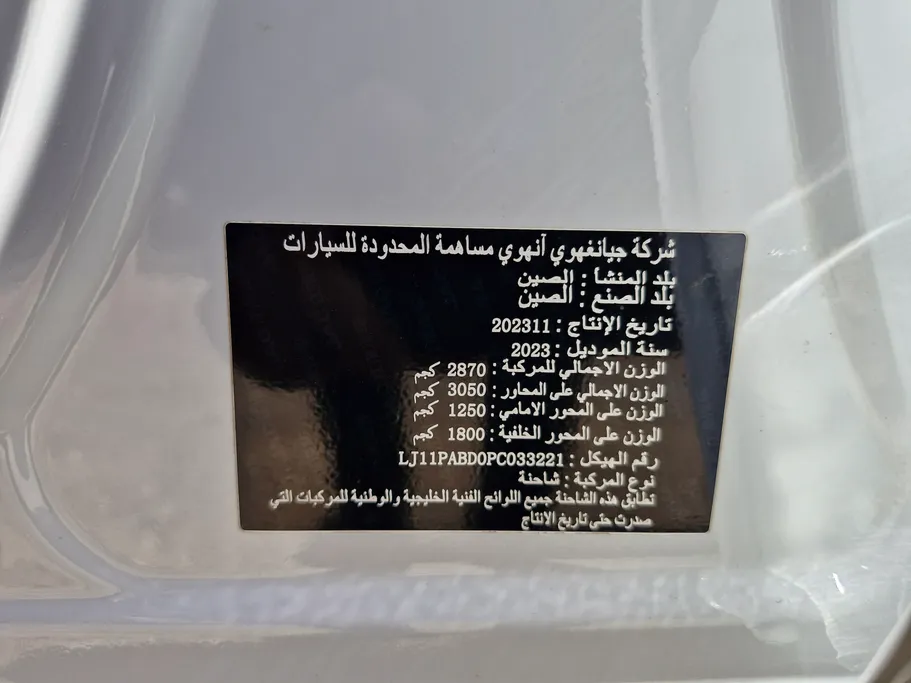 شركة جيانغهوي آنهوي مساهمة المحدودة للسيارات
بلد المنشأ : الصين
بلد الصنع : الصين
تاريخ الإنتاج : 202311
سنة الموديل : 2023
الوزن الاجمالي للمركبة : 2870 كجم
الوزن الاجمالي على المحاور : 3050 كجم
الوزن على المحور الامامي : 1250 كجم
الوزن على المحور الخلفية : 1800 كجم
رقم الهيكل : LJ11PABD0PC033221
نوع المركبة : شاحنة
تطابق هذه الشاحنة جميع اللوائح الفنية الخليجية والوطنية للمركبات التي
صدرت حتى تاريخ الانتاج